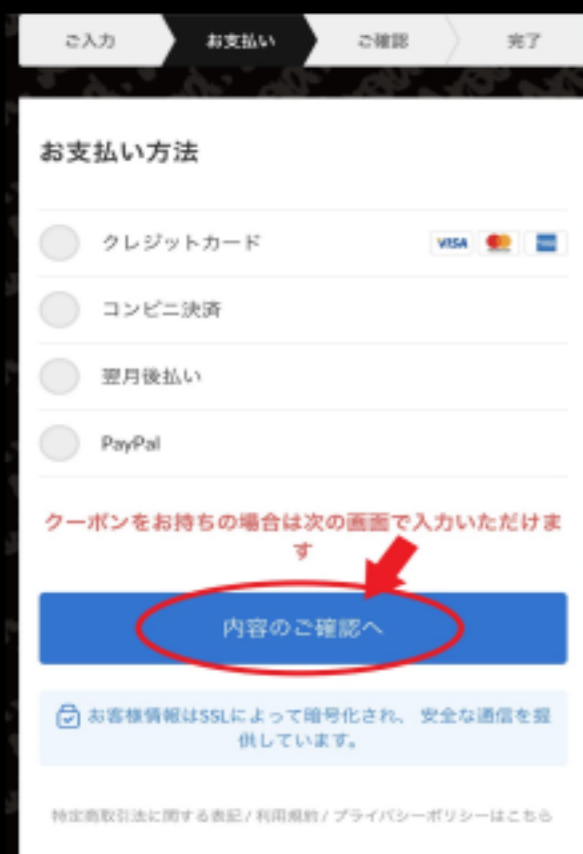 ご入力
お支払い
ご確認
完了
お支払い方法
クレジットカード
VISA
コンビニ決済
翌月後払い
PayPal
クーポンをお持ちの場合は次の画面で入力いただけま
す
内容のご確認へ
お客様情報はSSLによって暗号化され、 安全な通信を提
供しています。
特定商取引法に関する表記 / 利用規約 / プライバシーポリシーはこちら